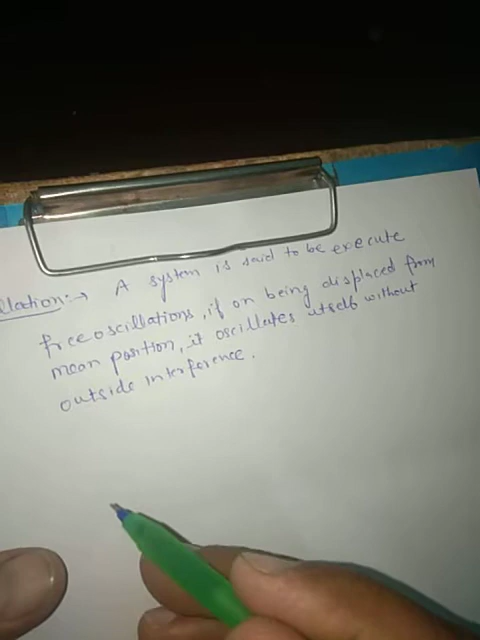 llation:→ A system is said to be execute
free oscillations, if on being displaced from
mean position, it oscillates itself without
outside interference.